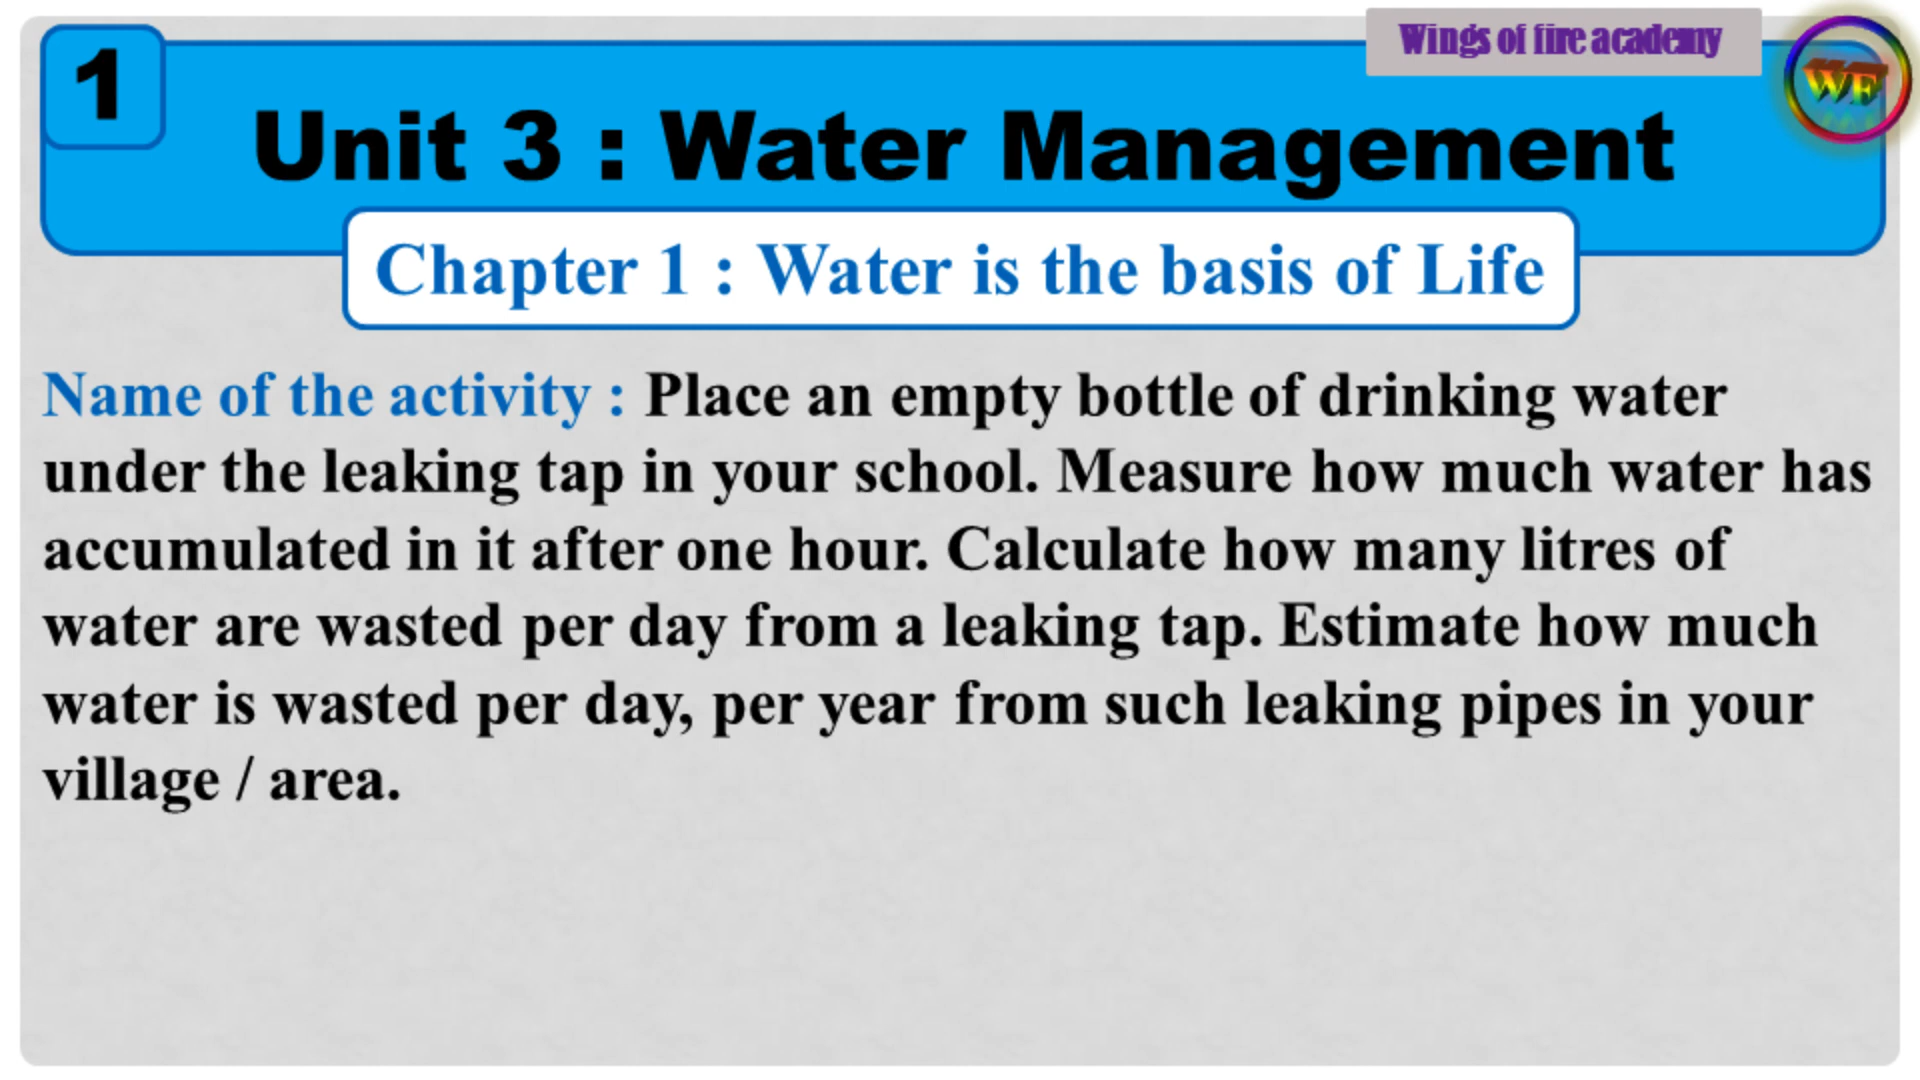 1
Wings of fire academy
WF
Unit 3 : Water Management
Chapter 1 : Water is the basis of Life
Name of the activity : Place an empty bottle of drinking water
under the leaking tap in your school. Measure how much water has
accumulated in it after one hour. Calculate how many litres of
water are wasted per day from a leaking tap. Estimate how much
water is wasted per day, per year from such leaking pipes in your
village / area.